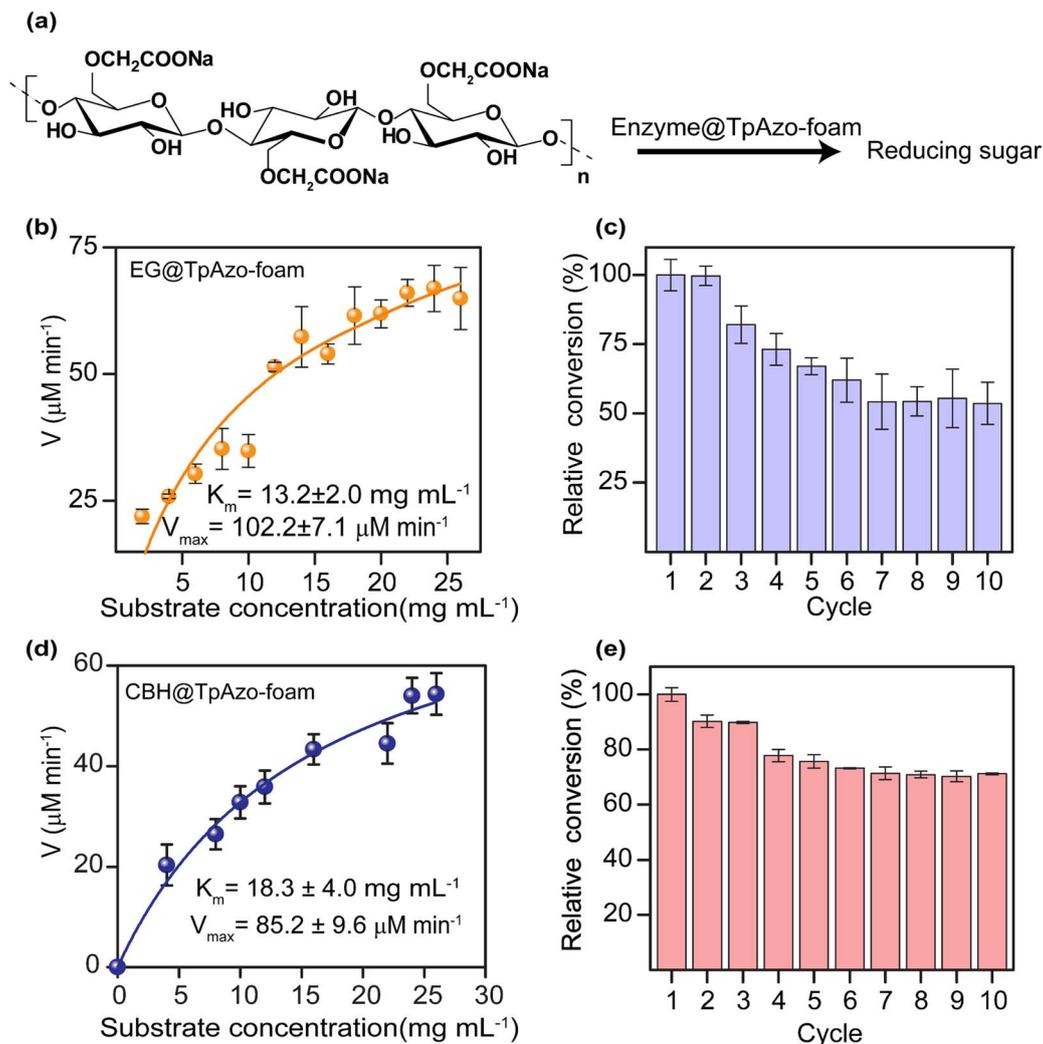 (a)
OCH2COONa
OCH2COONa
O
O
HO
OH
O
O
O
HO
HO
OH
O
HO
OH
O
OCH2COONa
n
Enzyme@TpAzo-foam
Reducing sugar
(b)
75
50
25
V (μM min-1)
EG@TpAzo-foam
Km= 13.2±2.0 mg mL-1
Vmax= 102.2±7.1 μM min-1
5 10 15 20 25
Substrate concentration(mg mL-1)
(c)
100
75
50
25
Relative conversion (%)
1 2 3 4 5 6 7 8 9 10
Cycle
(d)
60
40
20
0
V (μM min-1)
CBH@TpAzo-foam
Km= 18.3 ± 4.0 mg mL-1
Vmax= 85.2 ± 9.6 μM min-1
0 5 10 15 20 25 30
Substrate concentration(mg mL-1)
(e)
100
80
60
40
20
Relative conversion (%)
1 2 3 4 5 6 7 8 9 10
Cycle